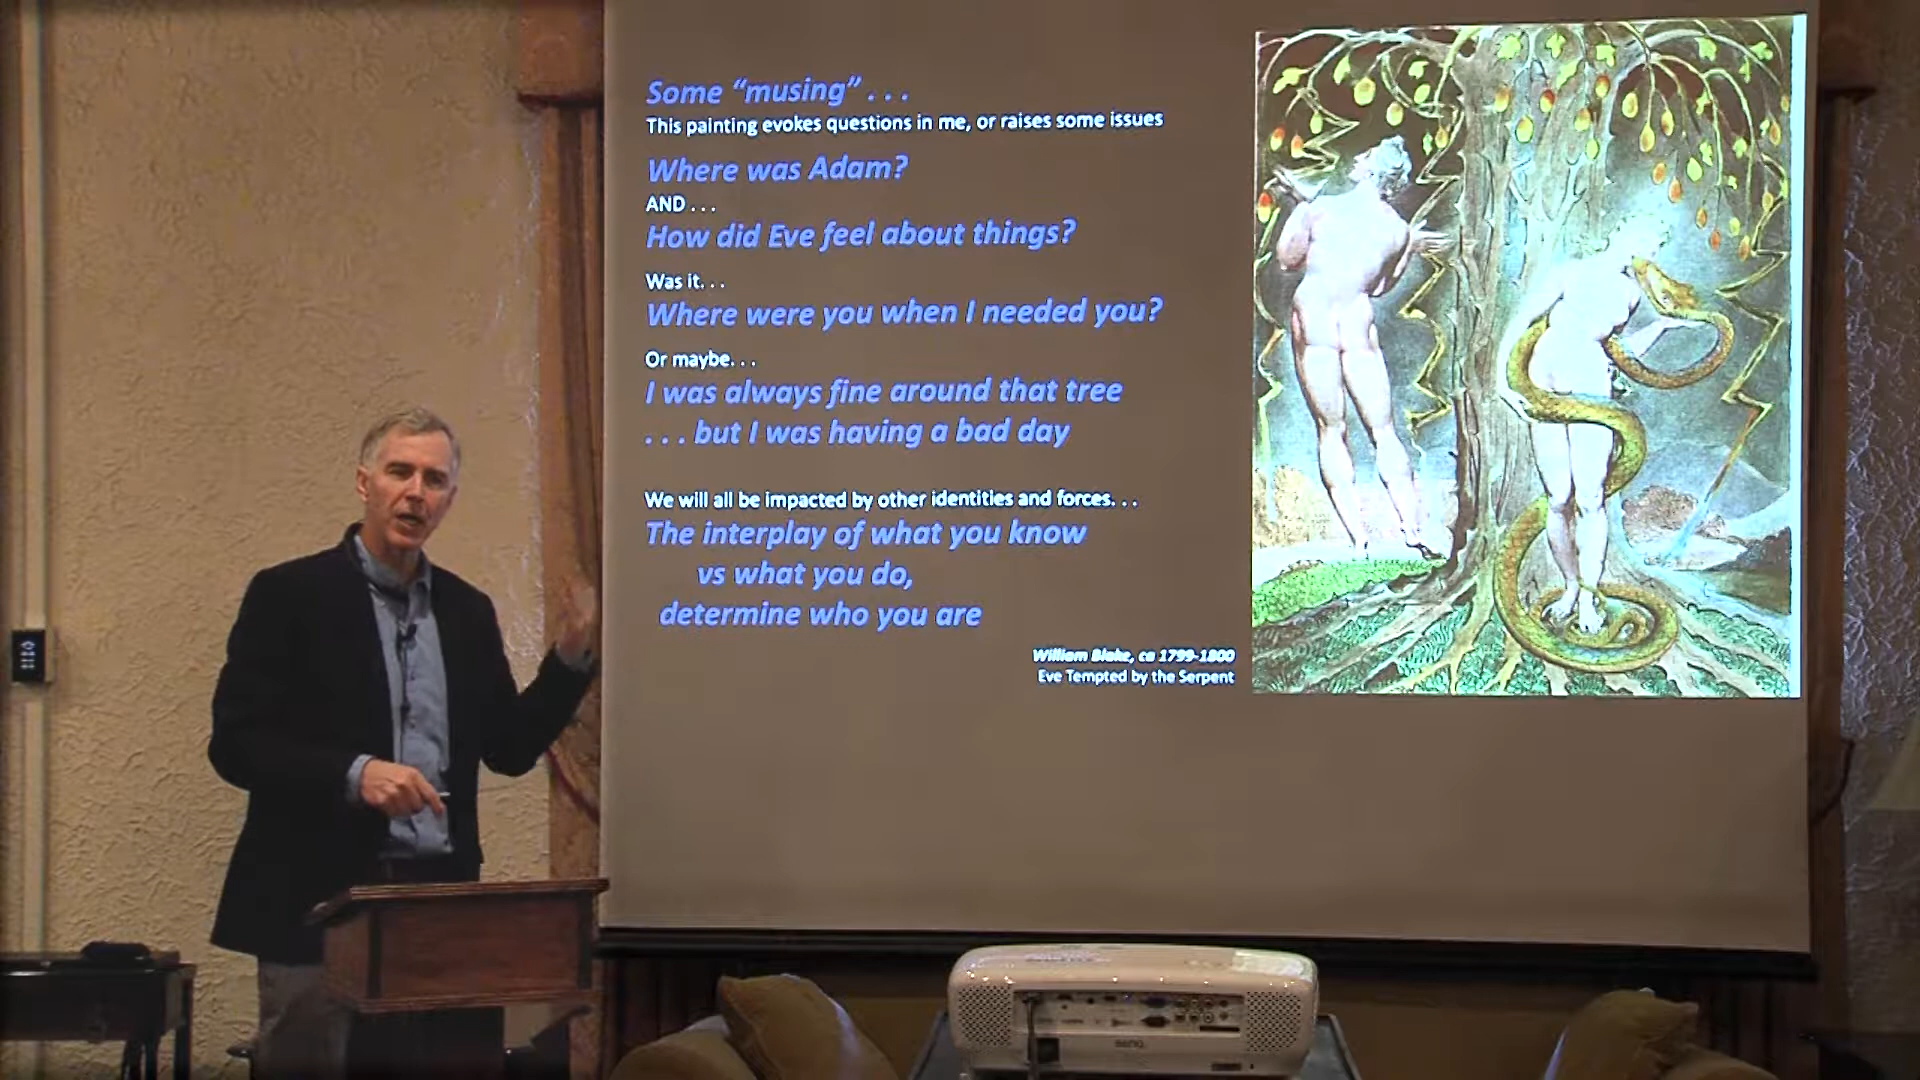 Some “musing” . . .
This painting evokes questions in me, or raises some issues
Where was Adam?
AND . . .
How did Eve feel about things?
Was it. . .
Where were you when I needed you?
Or maybe. . .
I was always fine around that tree
. . . but I was having a bad day
We will all be impacted by other identities and forces. . .
The interplay of what you know
vs what you do,
determine who you are
William Blake, ca 1799-1800
Eve Tempted by the Serpent
BenQ